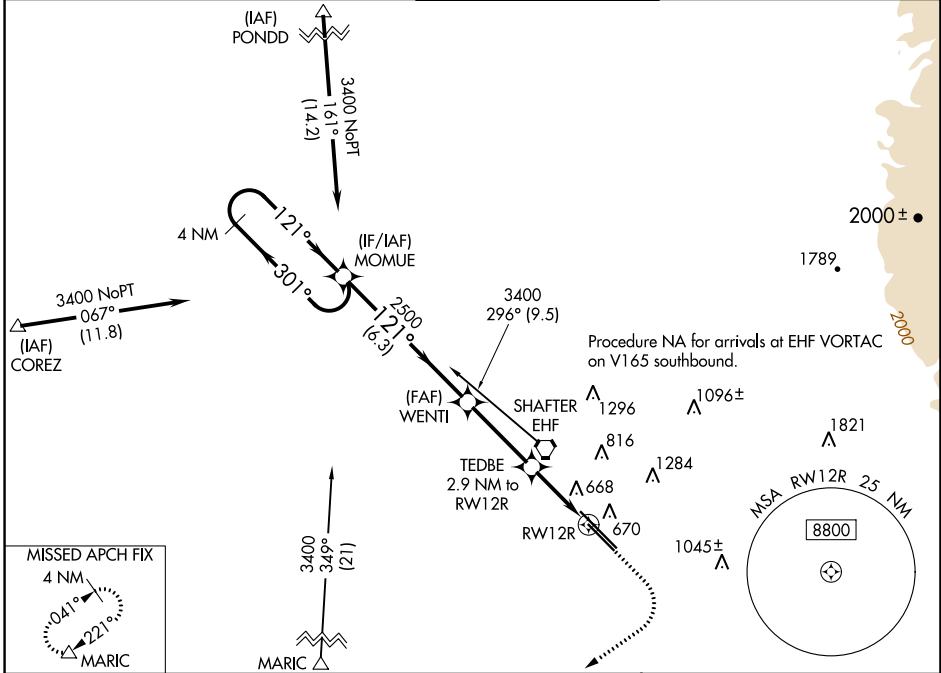 (IAF)
PONDD
3400 NoPT
161°
(14.2)
4 NM
121°
301°
(IF/IAF)
MOMUE
2000±
1789
2000
3400 NoPT
067°
(11.8)
(IAF)
COREZ
2500
121°
(6.3)
3400
296° (9.5)
Procedure NA for arrivals at EHF VORTAC
on V165 southbound.
(FAF)
WENTI
SHAFTER
EHF
1296
1096±
816
1821
1284
TEDBE
2.9 NM to
RW12R
668
670
RW12R
1045±
MSA RW12R 25 NM
8800
3400
349°
(21)
MARIC
MISSED APCH FIX
4 NM
041°
221°
MARIC